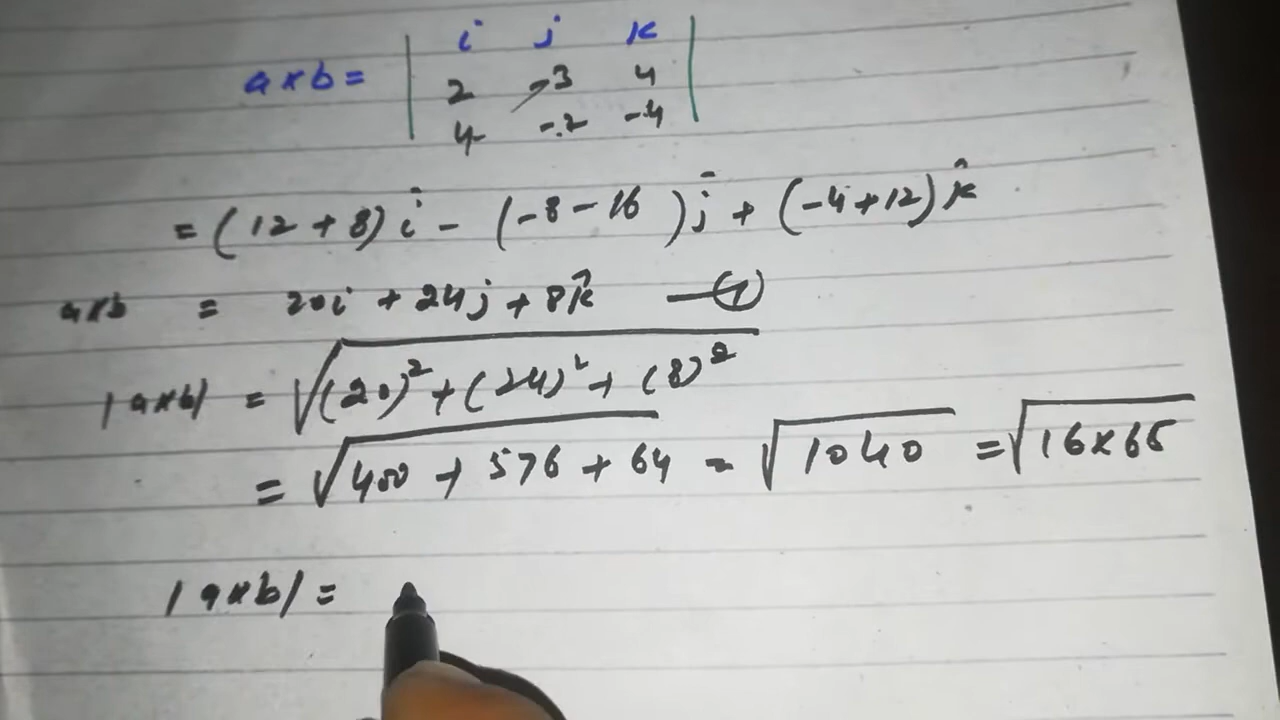 i j k
a×b = | 2 -3 4 |
4 -2 -4
= (12+8)î - (-8-16)ĵ + (-4+12)k̂
a×b = 20i + 24j + 8k̂ —①
|a×b| = √(20)² + (24)² + (8)²
= √400 + 576 + 64 = √1040 = √16×65
|a×b| =